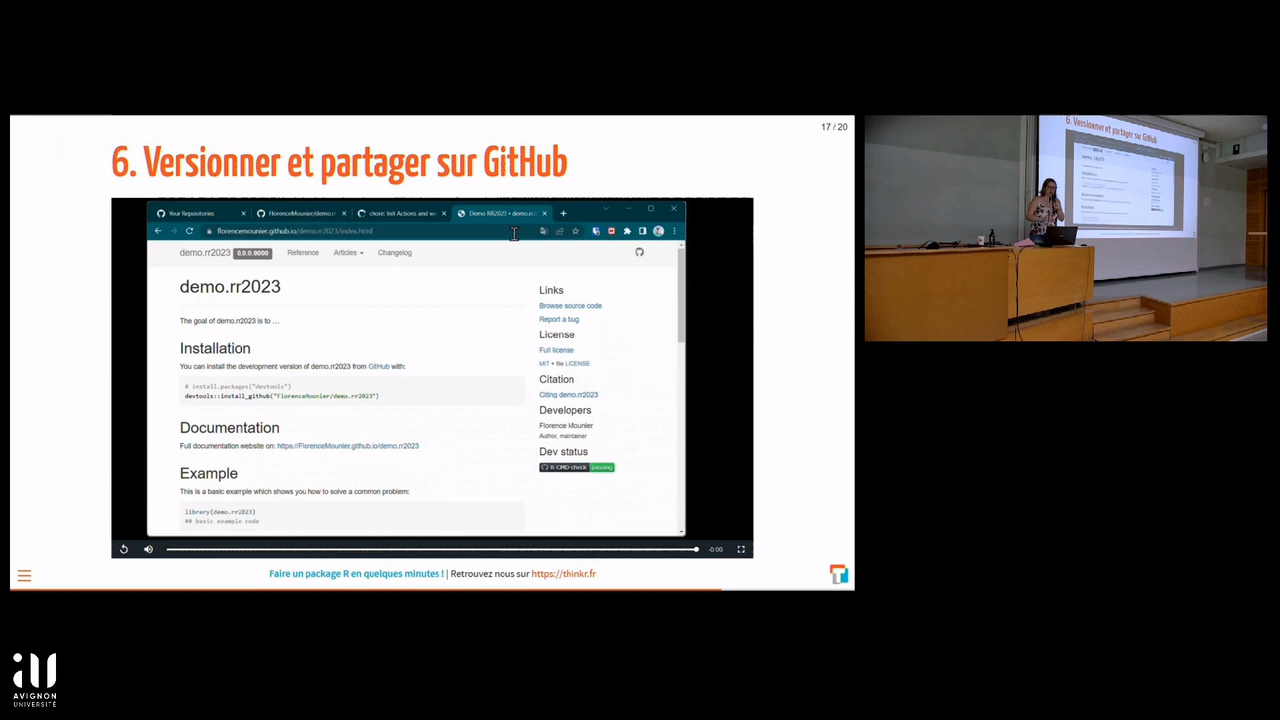 17 / 20
6. Versionner et partager sur GitHub
Your Repositories
FlorenceMounier/demo.r
chore: Init Actions and w
Demo RR2023 • demo.rr
florencemounier.github.io/demo.rr2023/index.html
demo.rr2023 0.0.0.9000 Reference Articles Changelog
demo.rr2023
The goal of demo.rr2023 is to …
Installation
You can install the development version of demo.rr2023 from GitHub with:
# install.packages("devtools")
devtools::install_github("FlorenceMounier/demo.rr2023")
Documentation
Full documentation website on: https://FlorenceMounier.github.io/demo.rr2023
Example
This is a basic example which shows you how to solve a common problem:
library(demo.rr2023)
## basic example code
Links
Browse source code
Report a bug
License
Full license
MIT + file LICENSE
Citation
Citing demo.rr2023
Developers
Florence Mounier
Author, maintainer
Dev status
R-CMD-check passing
-0:00
Faire un package R en quelques minutes ! | Retrouvez nous sur https://thinkr.fr
6. Versionner et partager sur GitHub
AVIGNON
UNIVERSITÉ